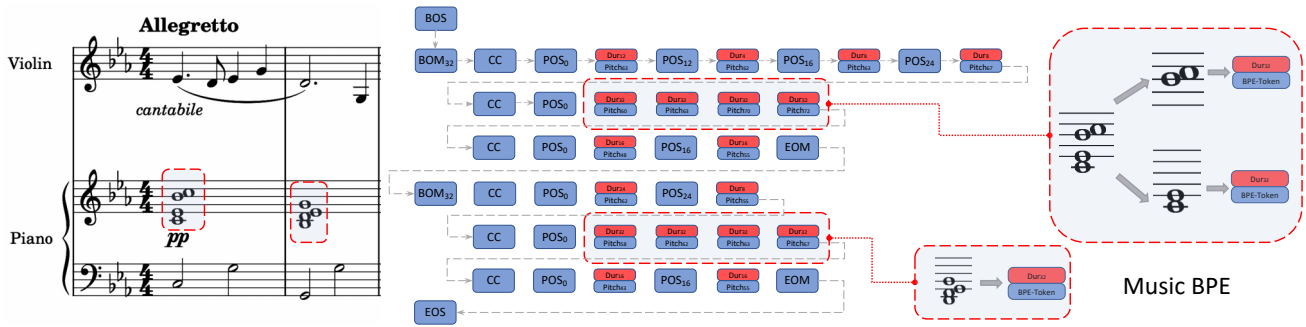 Allegretto
Violin
cantabile
Piano
pp
BOS
Dur₁₂ Dur₄ Dur₈ Dur₈
BOM₃₂ CC POS₀ POS₁₂ POS₁₆ POS₂₄
Pitch₆₃ Pitch₆₂ Pitch₆₃ Pitch₆₇
Dur₃₂ Dur₃₂ Dur₃₂ Dur₃₂
CC POS₀
Pitch₆₀ Pitch₆₃ Pitch₇₀ Pitch₇₂
Dur₁₆ Dur₁₆
CC POS₀ POS₁₆ EOM
Pitch₄₈ Pitch₅₅
Dur₂₄ Dur₈
BOM₃₂ CC POS₀ POS₂₄
Pitch₆₂
Dur₃₂ Dur₃₂ Dur₃₂ Dur₃₂
CC POS₀
Pitch₅₈ Pitch₆₂ Pitch₆₃ Pitch₆₇
Dur₁₆ Dur₁₆
CC POS₀ POS₁₆ EOM
Pitch₄₃ Pitch₅₅
EOS
Dur₃₂
BPE-Token
Dur₃₂
BPE-Token
Dur₃₂
BPE-Token
Music BPE